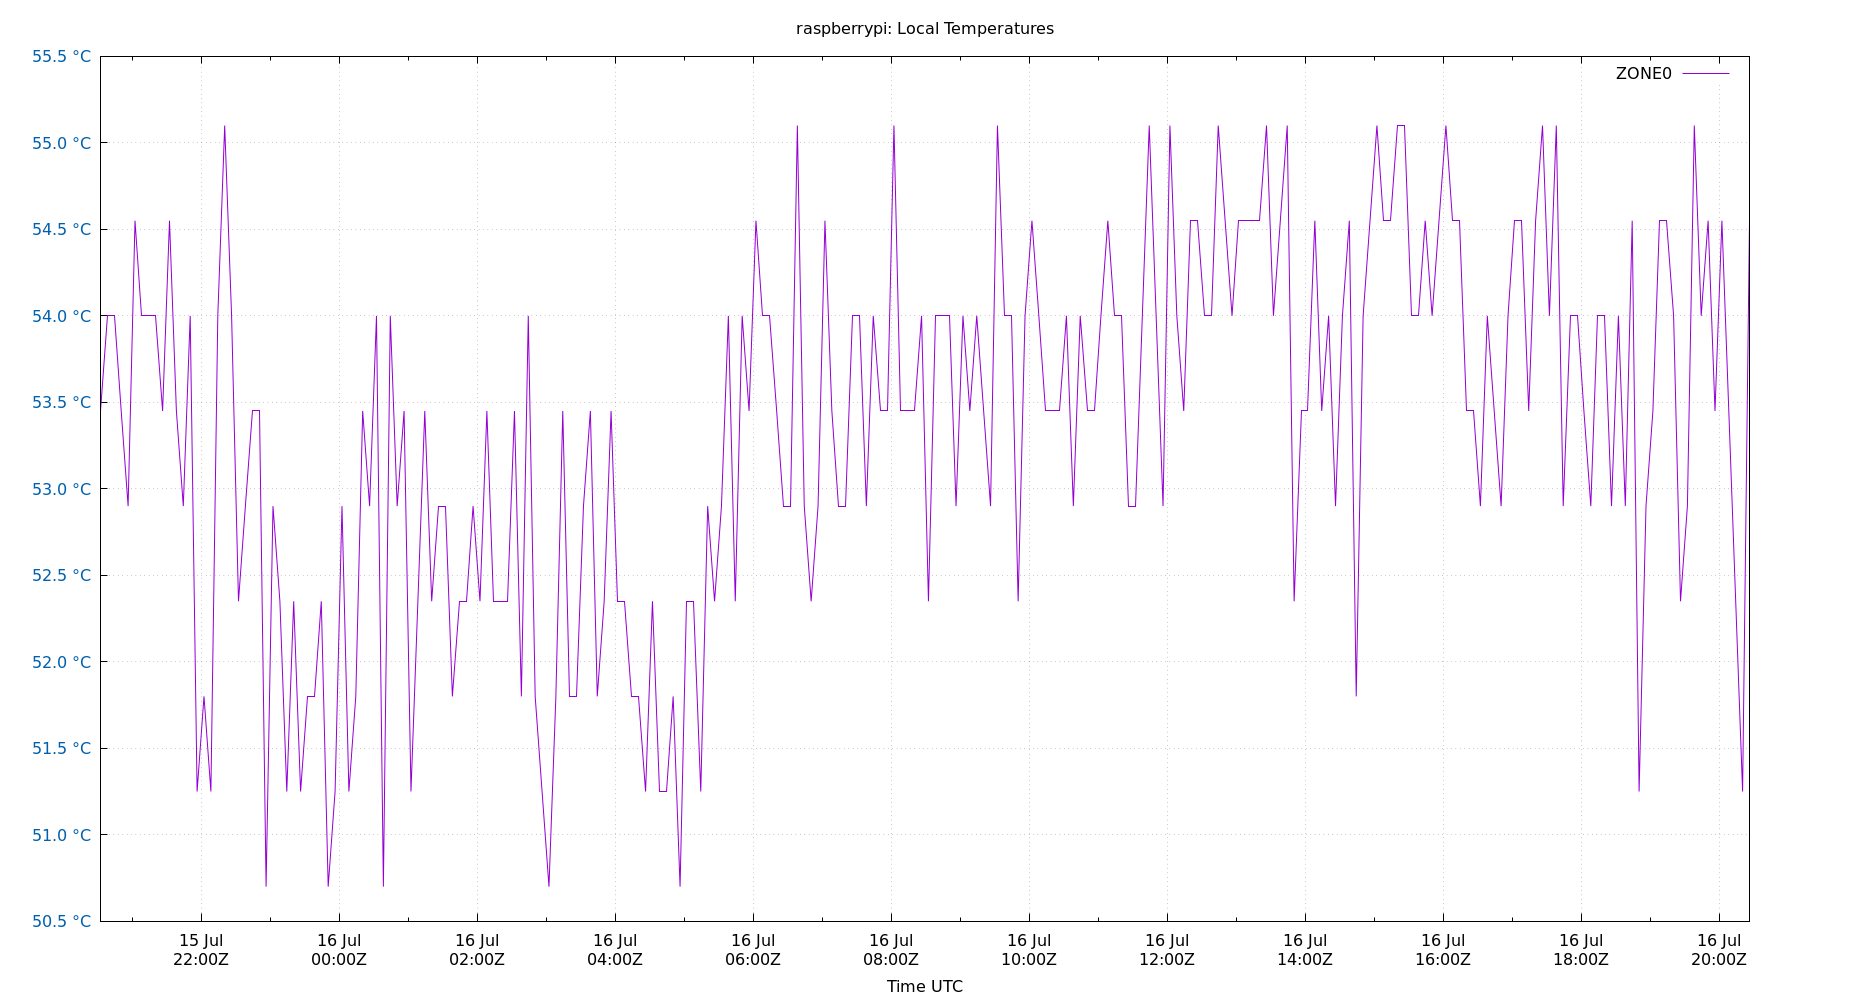 raspberrypi: Local Temperatures
55.5 °C
ZONE0
55.0 °C
54.5 °C
54.0 °C
53.5 °C
53.0 °C
52.5 °C
52.0 °C
51.5 °C
51.0 °C
50.5 °C
15 Jul 16 Jul 16 Jul 16 Jul 16 Jul 16 Jul 16 Jul 16 Jul 16 Jul 16 Jul 16 Jul 16 Jul
22:00Z 00:00Z 02:00Z 04:00Z 06:00Z 08:00Z 10:00Z 12:00Z 14:00Z 16:00Z 18:00Z 20:00Z
Time UTC